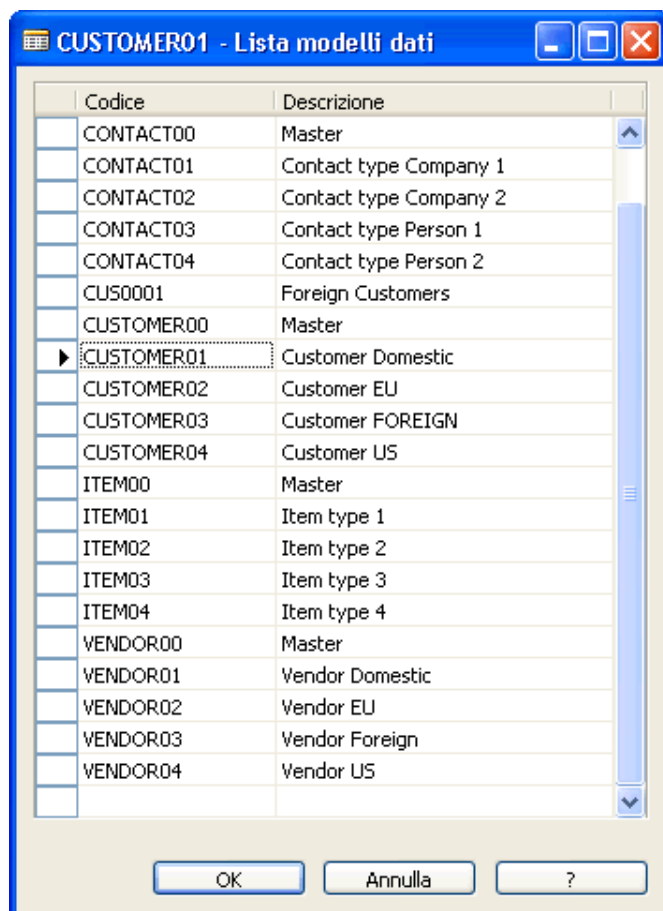 CUSTOMER01 - Lista modelli dati
Codice Descrizione
CONTACT00 Master
CONTACT01 Contact type Company 1
CONTACT02 Contact type Company 2
CONTACT03 Contact type Person 1
CONTACT04 Contact type Person 2
CUS0001 Foreign Customers
CUSTOMER00 Master
CUSTOMER01 Customer Domestic
CUSTOMER02 Customer EU
CUSTOMER03 Customer FOREIGN
CUSTOMER04 Customer US
ITEM00 Master
ITEM01 Item type 1
ITEM02 Item type 2
ITEM03 Item type 3
ITEM04 Item type 4
VENDOR00 Master
VENDOR01 Vendor Domestic
VENDOR02 Vendor EU
VENDOR03 Vendor Foreign
VENDOR04 Vendor US
OK Annulla ?